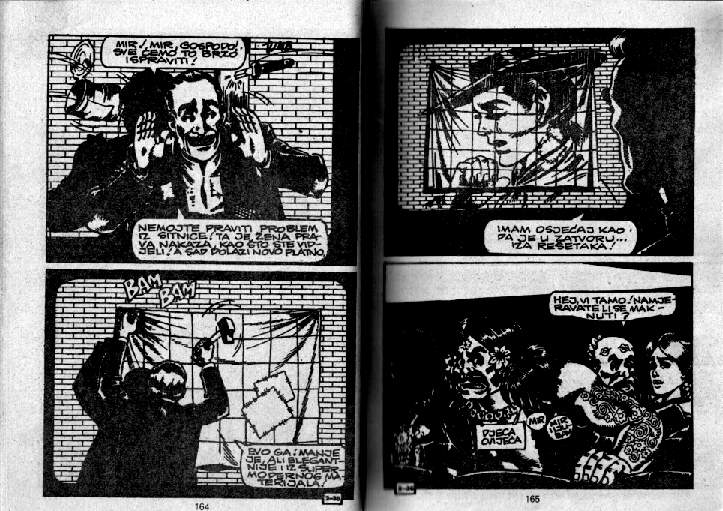 MIR! MIR, GOSPODO!
SVE ĆEMO TO BRZO
ISPRAVITI!
NEMOJTE PRAVITI PROBLEM
IZ SITNICE! TA JE ŽENA PRA-
VA NAKAZA, KAO ŠTO STE VID-
JELI! A SAD DOLAZI NOVO PLATNO.
BAM
BAM
EVO GA! MANJE
JE, ALI ELEGANT-
NIJE I IZ SUPER-
MODERNOG MA-
TERIJALA!
164
IMAM OSJEĆAJ KAO
DA JE U ZATVORU...
IZA REŠETAKA!
HEJ, VI TAMO! NAMJE-
RAVATE LI SE MAK-
NUTI?
DJECA
CVIJEĆA
MIR
165